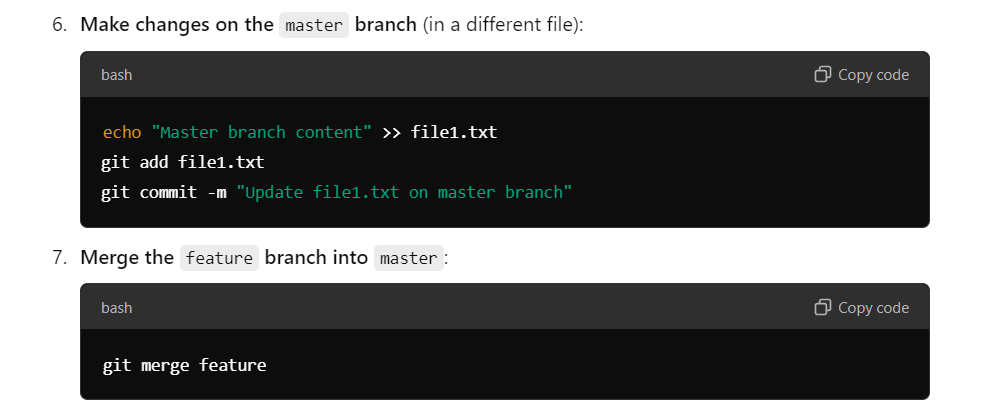 6. Make changes on the master branch (in a different file):
bash
Copy code
echo "Master branch content" >> file1.txt
git add file1.txt
git commit -m "Update file1.txt on master branch"
7. Merge the feature branch into master:
bash
Copy code
git merge feature